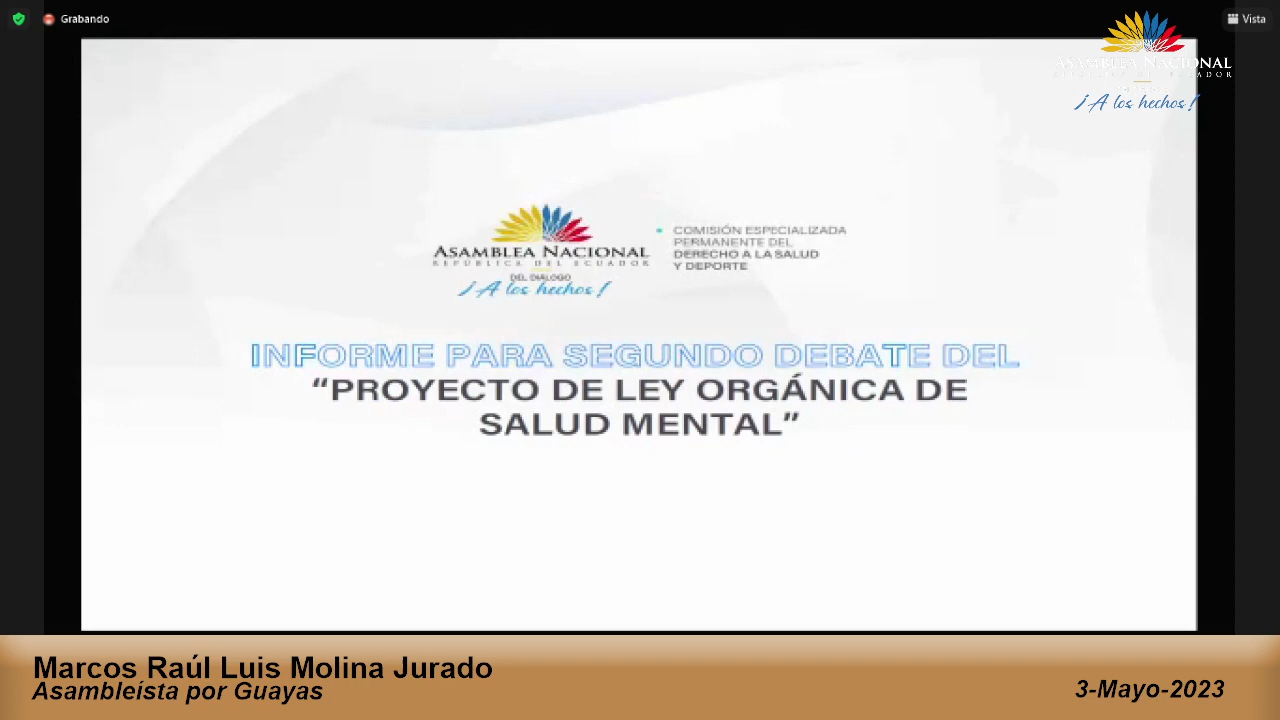 Grabando
Vista
ASAMBLEA NACIONAL
¡A los hechos!
ASAMBLEA NACIONAL
REPÚBLICA DEL ECUADOR
DEL DIÁLOGO
¡A los hechos!
COMISIÓN ESPECIALIZADA
PERMANENTE DEL
DERECHO A LA SALUD
Y DEPORTE
INFORME PARA SEGUNDO DEBATE DEL
“PROYECTO DE LEY ORGÁNICA DE
SALUD MENTAL”
Marcos Raúl Luis Molina Jurado
Asambleísta por Guayas
3-Mayo-2023